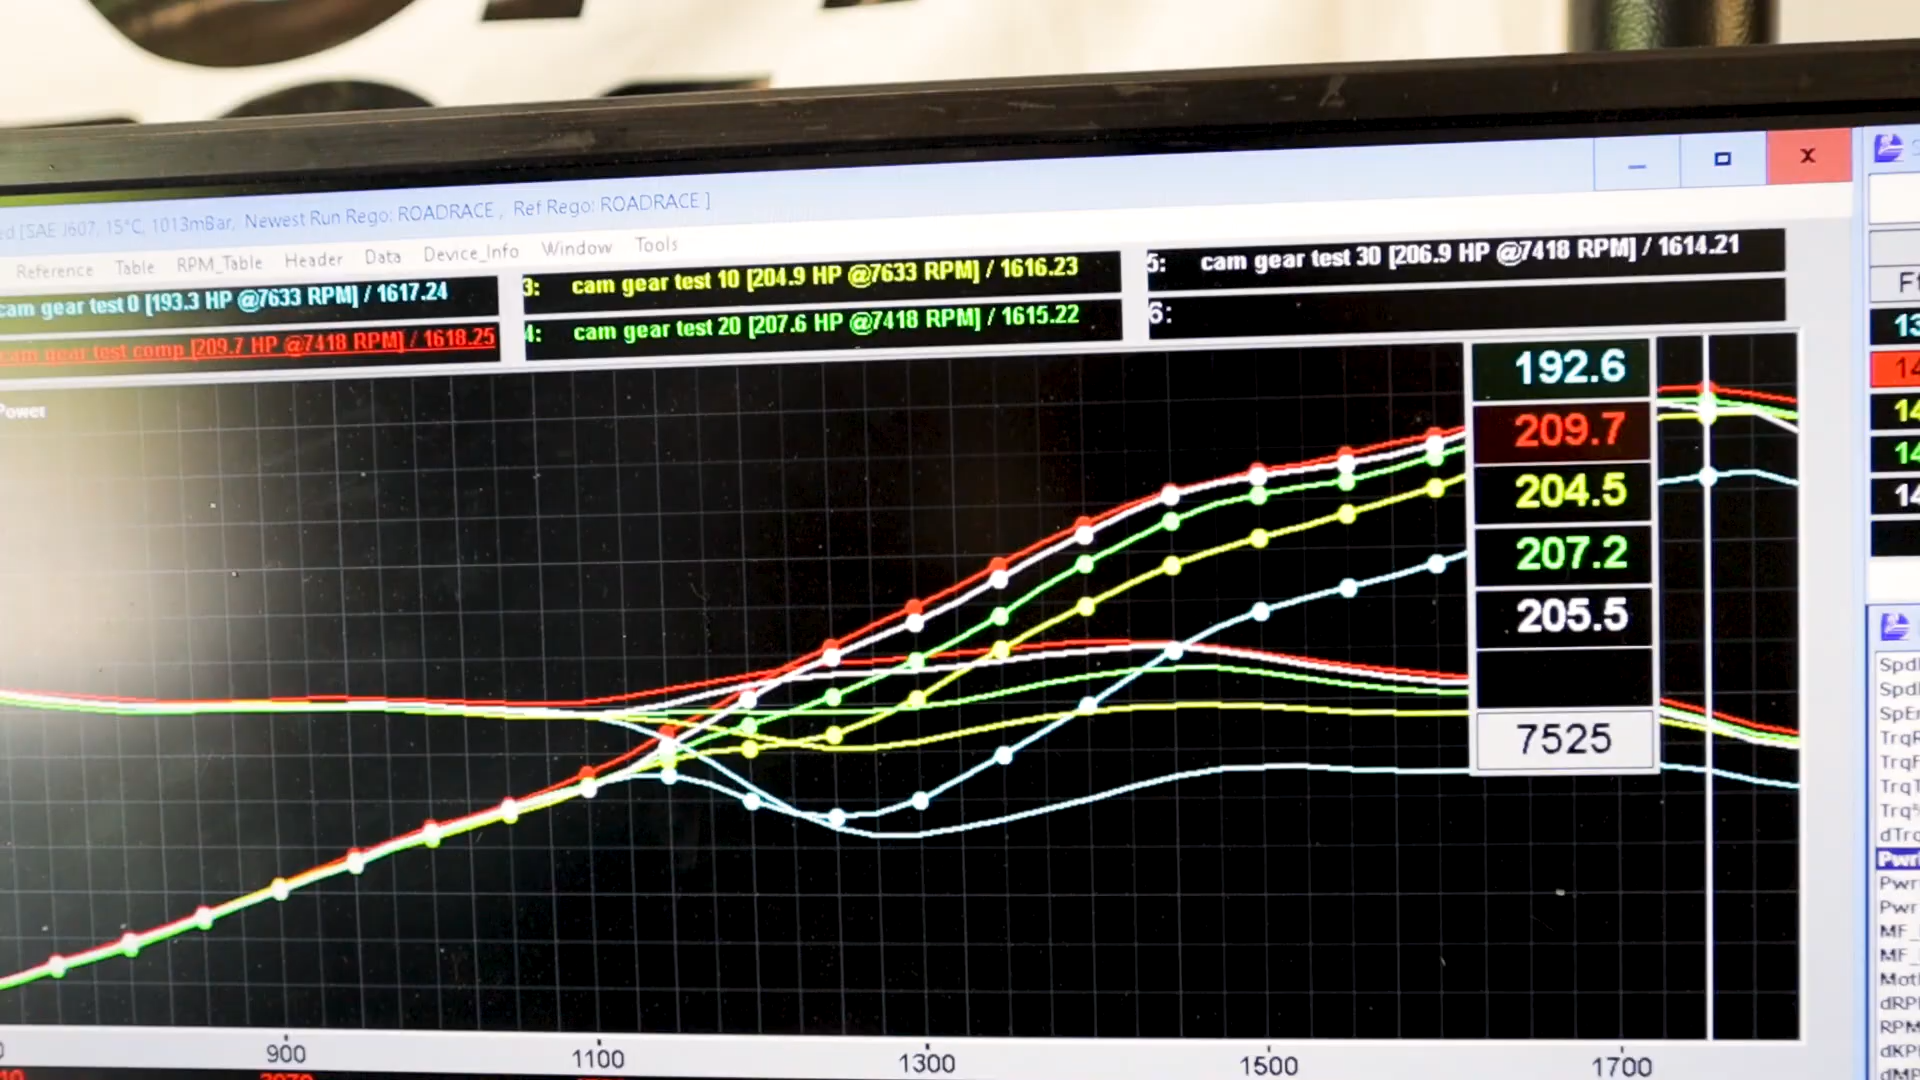 [SAE J607, 15°C, 1013mBar, Newest Run Rego: ROADRACE , Ref Rego: ROADRACE ]
Reference Table RPM_Table Header Data Device_Info Window Tools
cam gear test 0 [193.3 HP @7633 RPM] / 1617.24
cam gear test comp [209.7 HP @7418 RPM] / 1618.25
3: cam gear test 10 [204.9 HP @7633 RPM] / 1616.23
4: cam gear test 20 [207.6 HP @7418 RPM] / 1615.22
5: cam gear test 30 [206.9 HP @7418 RPM] / 1614.21
6:
Power
192.6
209.7
204.5
207.2
205.5
7525
900 1100 1300 1500 1700
x